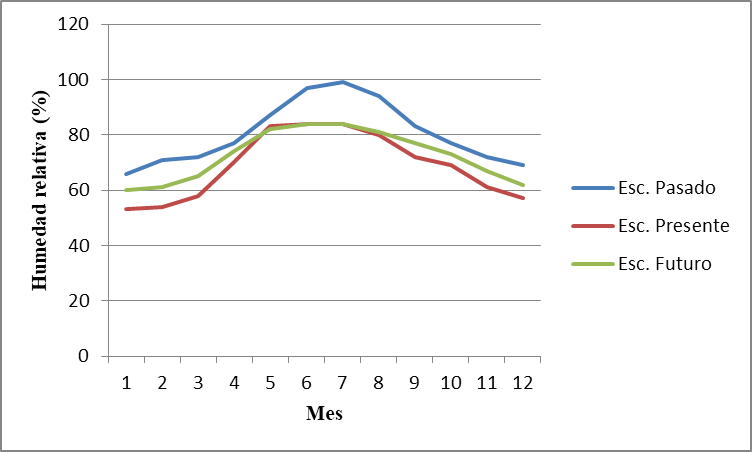 120
100
80
60
40
20
0
Humedad relativa (%)
1 2 3 4 5 6 7 8 9 10 11 12
Mes
Esc. Pasado
Esc. Presente
Esc. Futuro